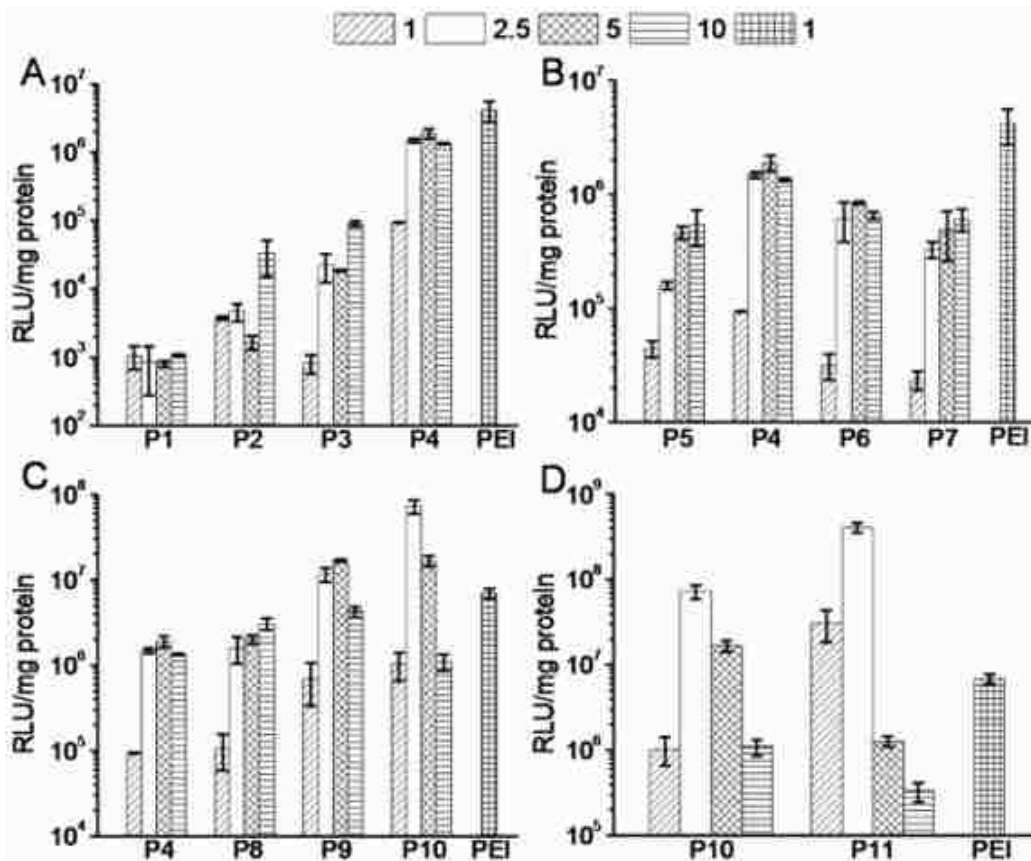 1 2.5 5 10 1
A
RLU/mg protein
10^7
10^6
10^5
10^4
10^3
10^2
P1 P2 P3 P4 PEI
B
RLU/mg protein
10^7
10^6
10^5
10^4
P5 P4 P6 P7 PEI
C
RLU/mg protein
10^8
10^7
10^6
10^5
10^4
P4 P8 P9 P10 PEI
D
RLU/mg protein
10^9
10^8
10^7
10^6
10^5
P10 P11 PEI